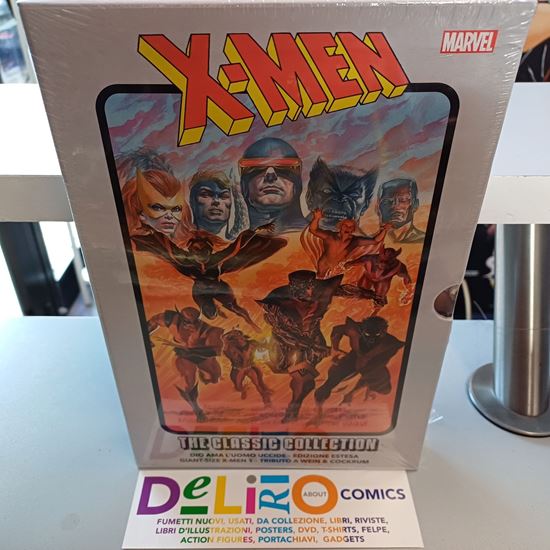 X-MEN
MARVEL
THE CLASSIC COLLECTION
DIO AMA L'UOMO UCCIDE - EDIZIONE ESTESA
GIANT-SIZE X-MEN 1 - TRIBUTO A WEIN & COCKRUM
DeLiRiO ABOUT COMICS
FUMETTI NUOVI, USATI, DA COLLEZIONE, LIBRI, RIVISTE,
LIBRI D'ILLUSTRAZIONI, POSTERS, DVD, T-SHIRTS, FELPE,
ACTION FIGURES, PORTACHIAVI, GADGETS